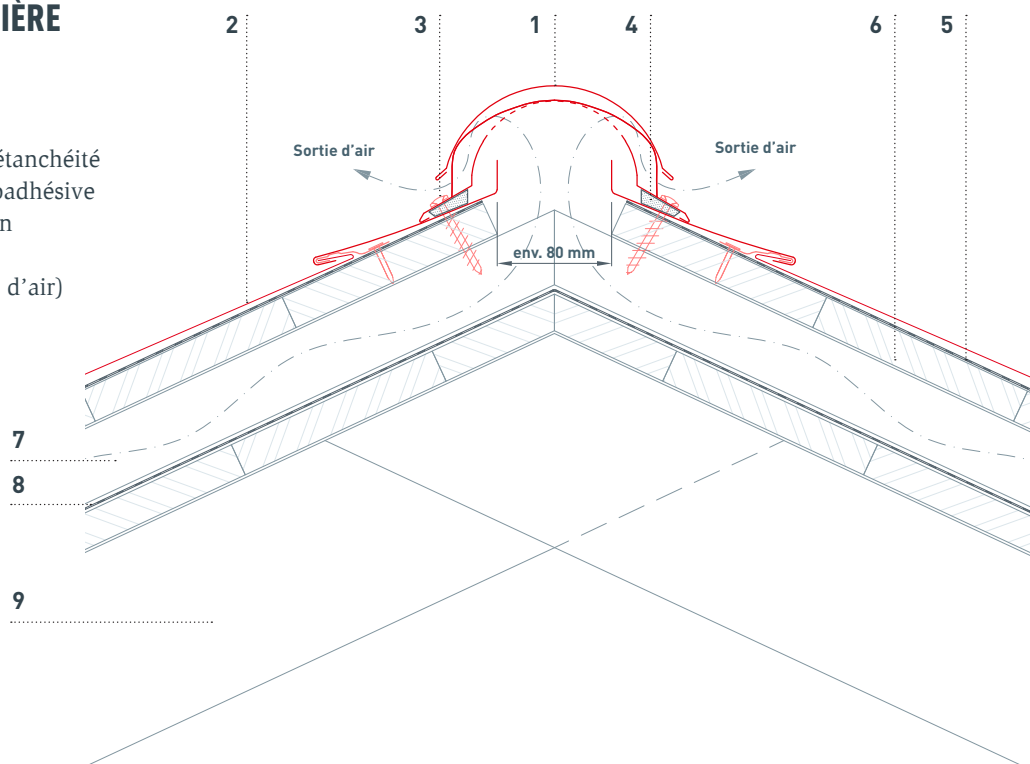 IÈRE
étanchéité
oadhésive
n
d'air)
2 3 1 4 6 5
Sortie d'air Sortie d'air
env. 80 mm
7
8
9